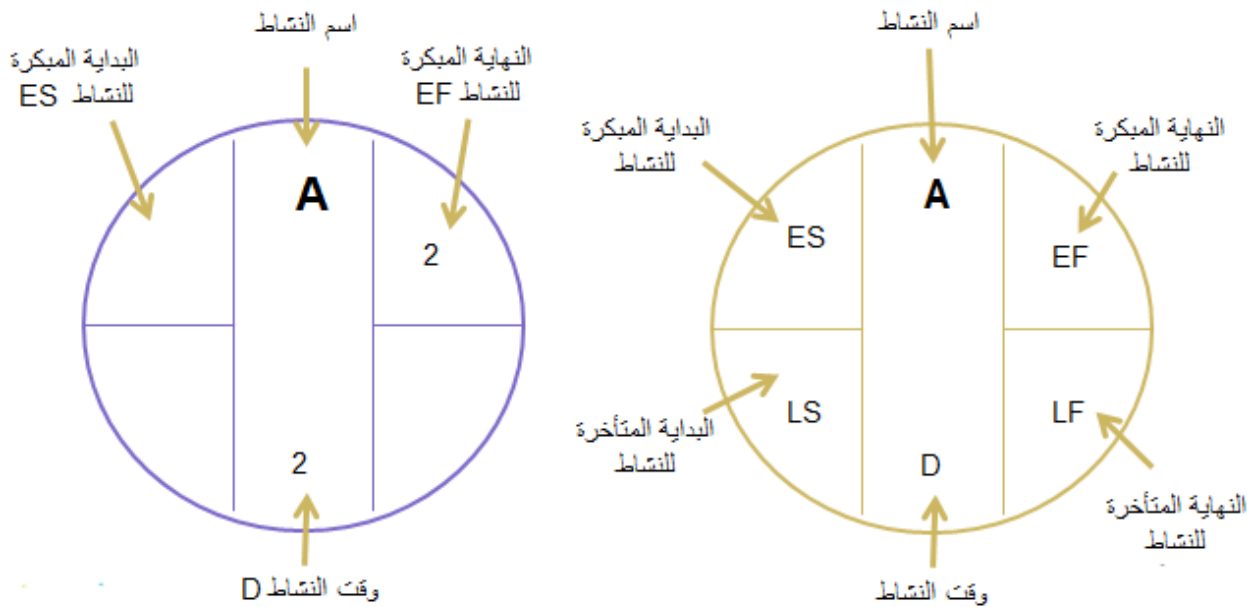 اسم النشاط
البداية المبكرة
للنشاط ES
النهاية المبكرة
للنشاط EF
A
2
2
وقت النشاط D
اسم النشاط
البداية المبكرة
للنشاط
النهاية المبكرة
للنشاط
A
ES
EF
LS
LF
D
البداية المتأخرة
للنشاط
النهاية المتأخرة
للنشاط
وقت النشاط